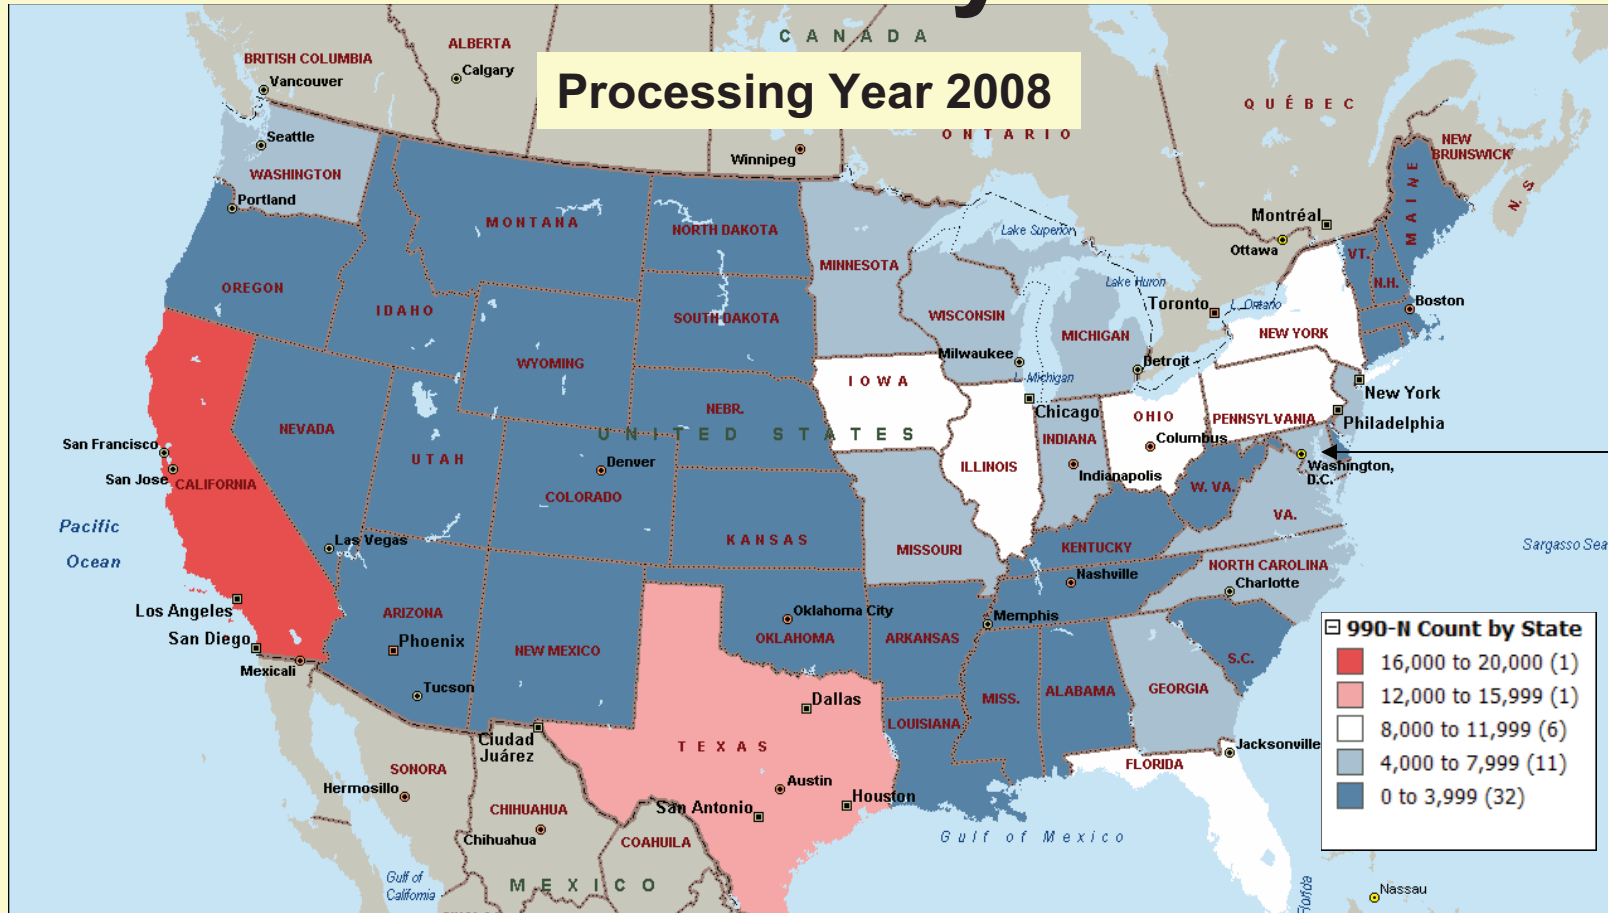 Processing Year 2008
C A N A D A
BRITISH COLUMBIA
ALBERTA
Vancouver
Calgary
ONTARIO
QUÉBEC
NEW
BRUNSWICK
N. S
Winnipeg
Seattle
WASHINGTON
Portland
MONTANA
NORTH DAKOTA
MINNESOTA
Lake Superior
Montréal
Ottawa
MAINE
VT.
N.H.
Boston
OREGON
IDAHO
SOUTH DAKOTA
WISCONSIN
MICHIGAN
Lake Huron
Toronto
L. Ontario
NEW YORK
WYOMING
Milwaukee
L. Michigan
Detroit
IOWA
NEBR.
Chicago
OHIO
PENNSYLVANIA
New York
Philadelphia
NEVADA
UTAH
UNITED STATES
INDIANA
Columbus
San Francisco
San Jose
CALIFORNIA
Denver
COLORADO
ILLINOIS
Indianapolis
W. VA.
Washington,
D.C.
VA.
Pacific
Ocean
Las Vegas
KANSAS
MISSOURI
KENTUCKY
Sargasso Sea
Nashville
NORTH CAROLINA
Charlotte
Los Angeles
San Diego
Mexicali
ARIZONA
Phoenix
Tucson
NEW MEXICO
Oklahoma City
OKLAHOMA
ARKANSAS
Memphis
MISS.
ALABAMA
GEORGIA
S.C.
Dallas
LOUISIANA
Ciudad
Juárez
TEXAS
Jacksonville
FLORIDA
SONORA
Hermosillo
CHIHUAHUA
Chihuahua
Austin
San Antonio
Houston
COAHUILA
Gulf of Mexico
Gulf of
California
MEXICO
Florida
Nassau
990-N Count by State
16,000 to 20,000 (1)
12,000 to 15,999 (1)
8,000 to 11,999 (6)
4,000 to 7,999 (11)
0 to 3,999 (32)